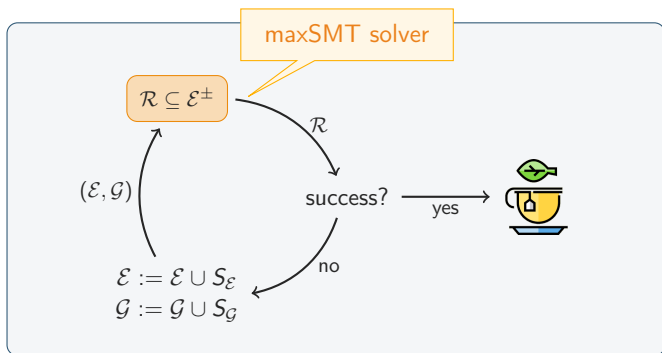 maxSMT solver
ℛ ⊆ ℰ±
ℛ
(ℰ, 𝒢)
success?
yes
no
ℰ := ℰ ∪ Sℰ
𝒢 := 𝒢 ∪ S𝒢